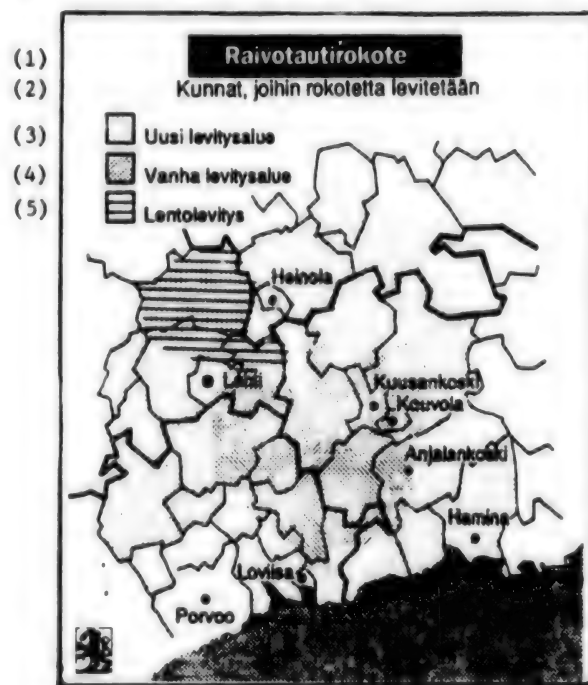 (1) Raivotautirokote
(2) Kunnat, joihin rokotetta levitetään
(3) Uusi levitysalue
(4) Vanha levitysalue
(5) Lentolevitys
Heinola
Lahti
Kuusankoski
Kouvola
Anjalankoski
Hamina
Loviisa
Porvoo